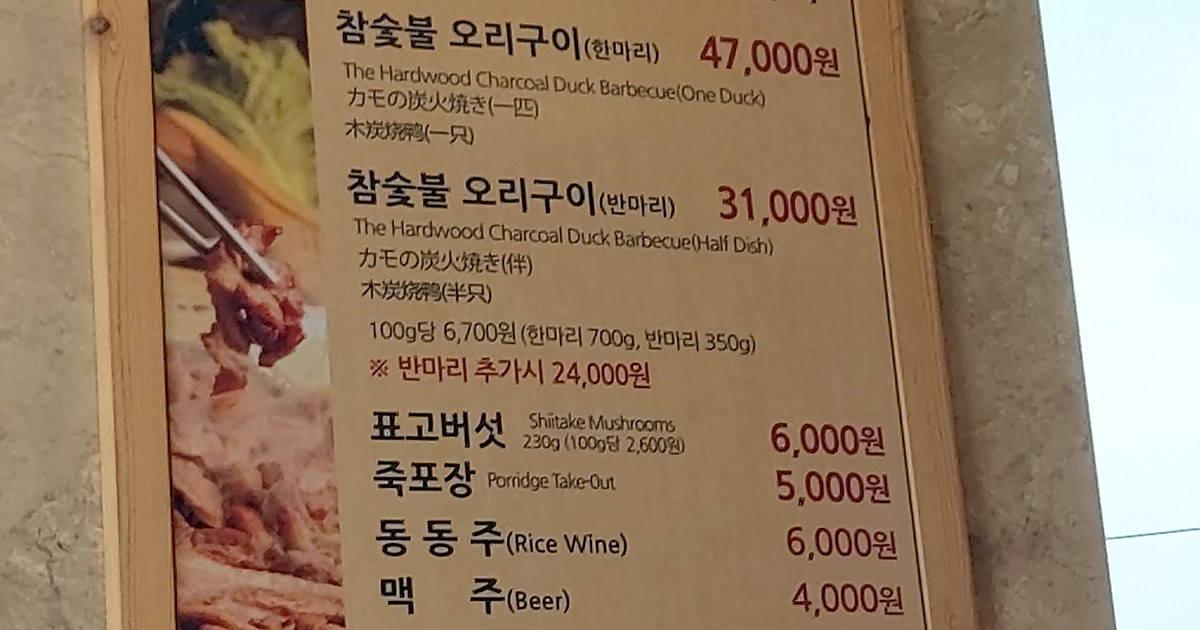 참숯불 오리구이(한마리) 47,000원
The Hardwood Charcoal Duck Barbecue(One Duck)
カモの炭火焼き(一匹)
木炭烧鸭(一只)
참숯불 오리구이(반마리) 31,000원
The Hardwood Charcoal Duck Barbecue(Half Dish)
カモの炭火焼き(伴)
木炭烧鸭(半只)
100g당 6,700원 (한마리 700g, 반마리 350g)
※ 반마리 추가시 24,000원
표고버섯 Shiitake Mushrooms 6,000원
230g (100g당 2,600원)
죽포장 Porridge Take-Out 5,000원
동 동 주(Rice Wine) 6,000원
맥 주(Beer) 4,000원